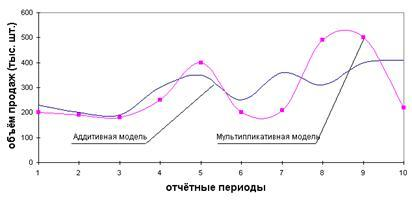 объём продаж (тыс. шт.)
600
500
400
300
200
100
0
Аддитивная модель
Мультипликативная модель
1 2 3 4 5 6 7 8 9 10
отчётные периоды